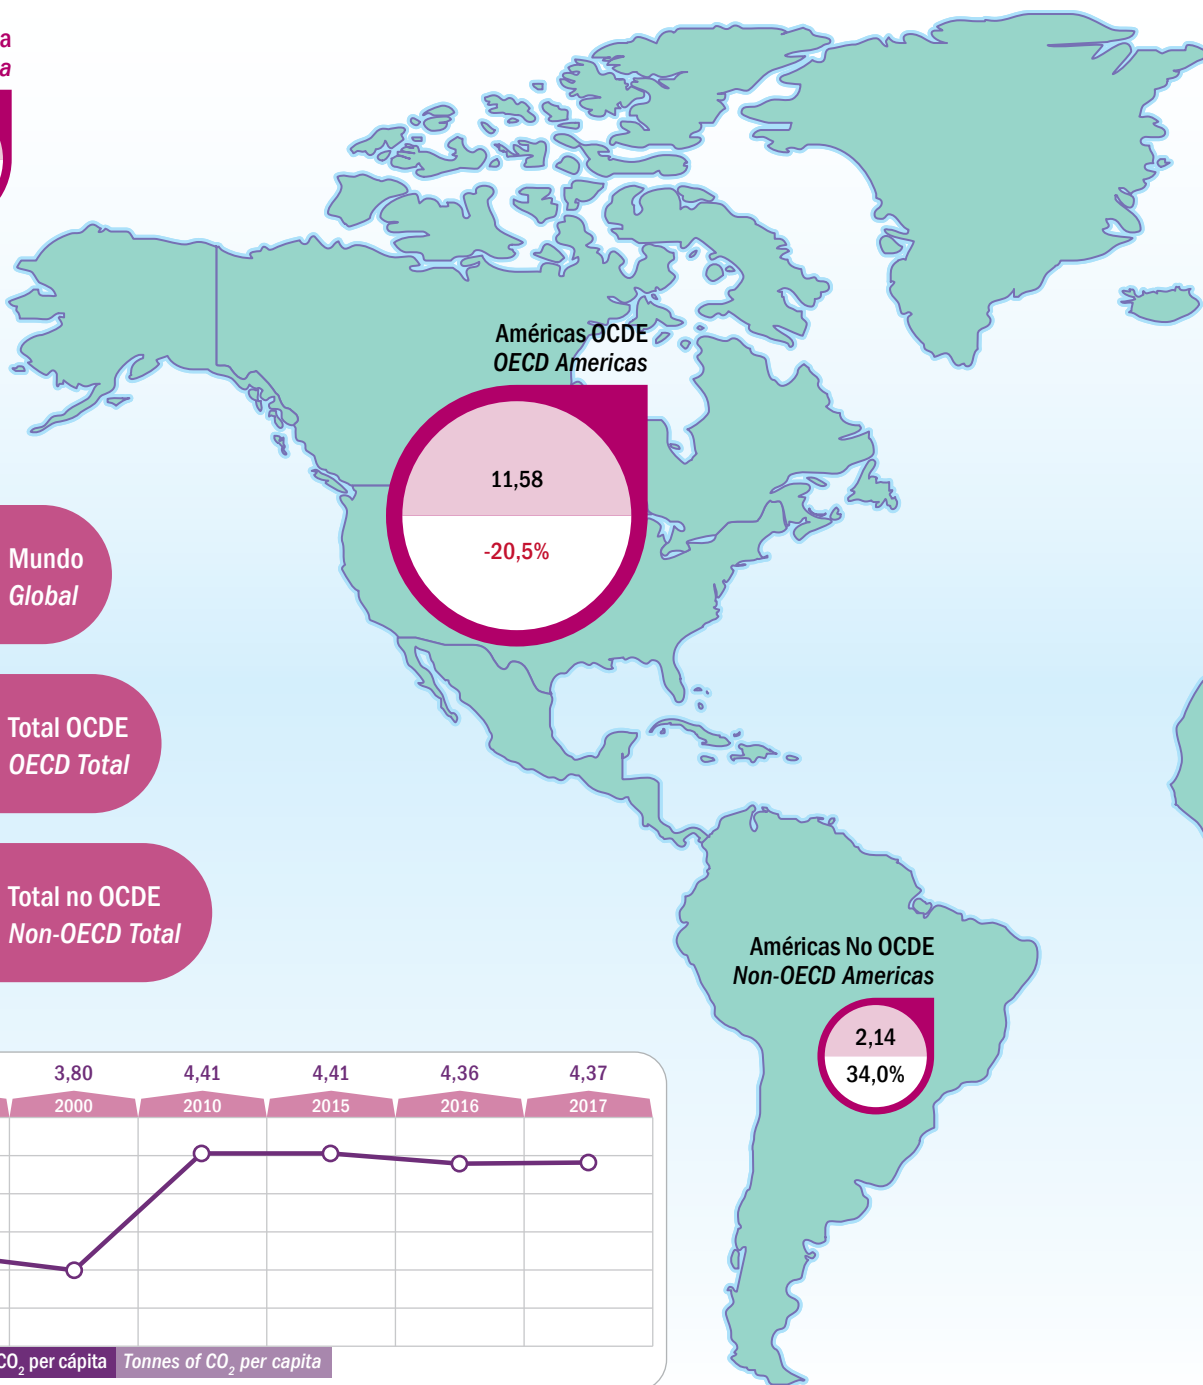 a
a
Américas OCDE
OECD Americas
11,58
-20,5%
Mundo
Global
Total OCDE
OECD Total
Total no OCDE
Non-OECD Total
Américas No OCDE
Non-OECD Americas
2,14
34,0%
3,80 4,41 4,41 4,36 4,37
2000 2010 2015 2016 2017
CO₂ per cápita Tonnes of CO₂ per capita